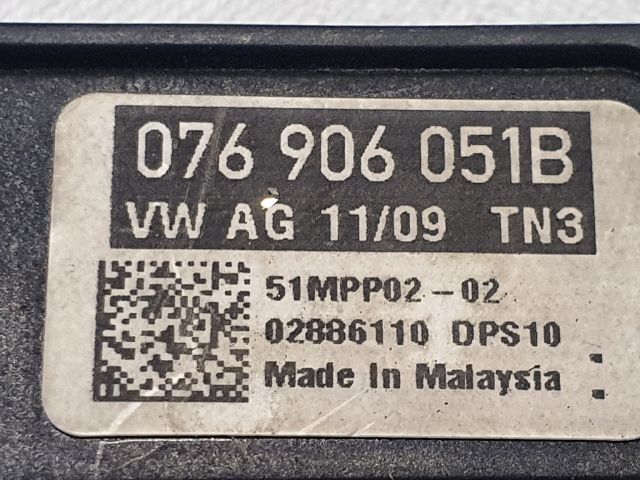 076 906 051B
VW AG 11/09 TN3
51MPP02-02
02886110 DPS10
Made In Malaysia